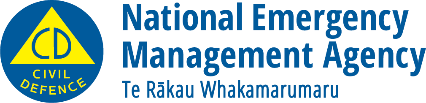 CD
CIVIL
DEFENCE
National Emergency
Management Agency
Te Rākau Whakamarumaru